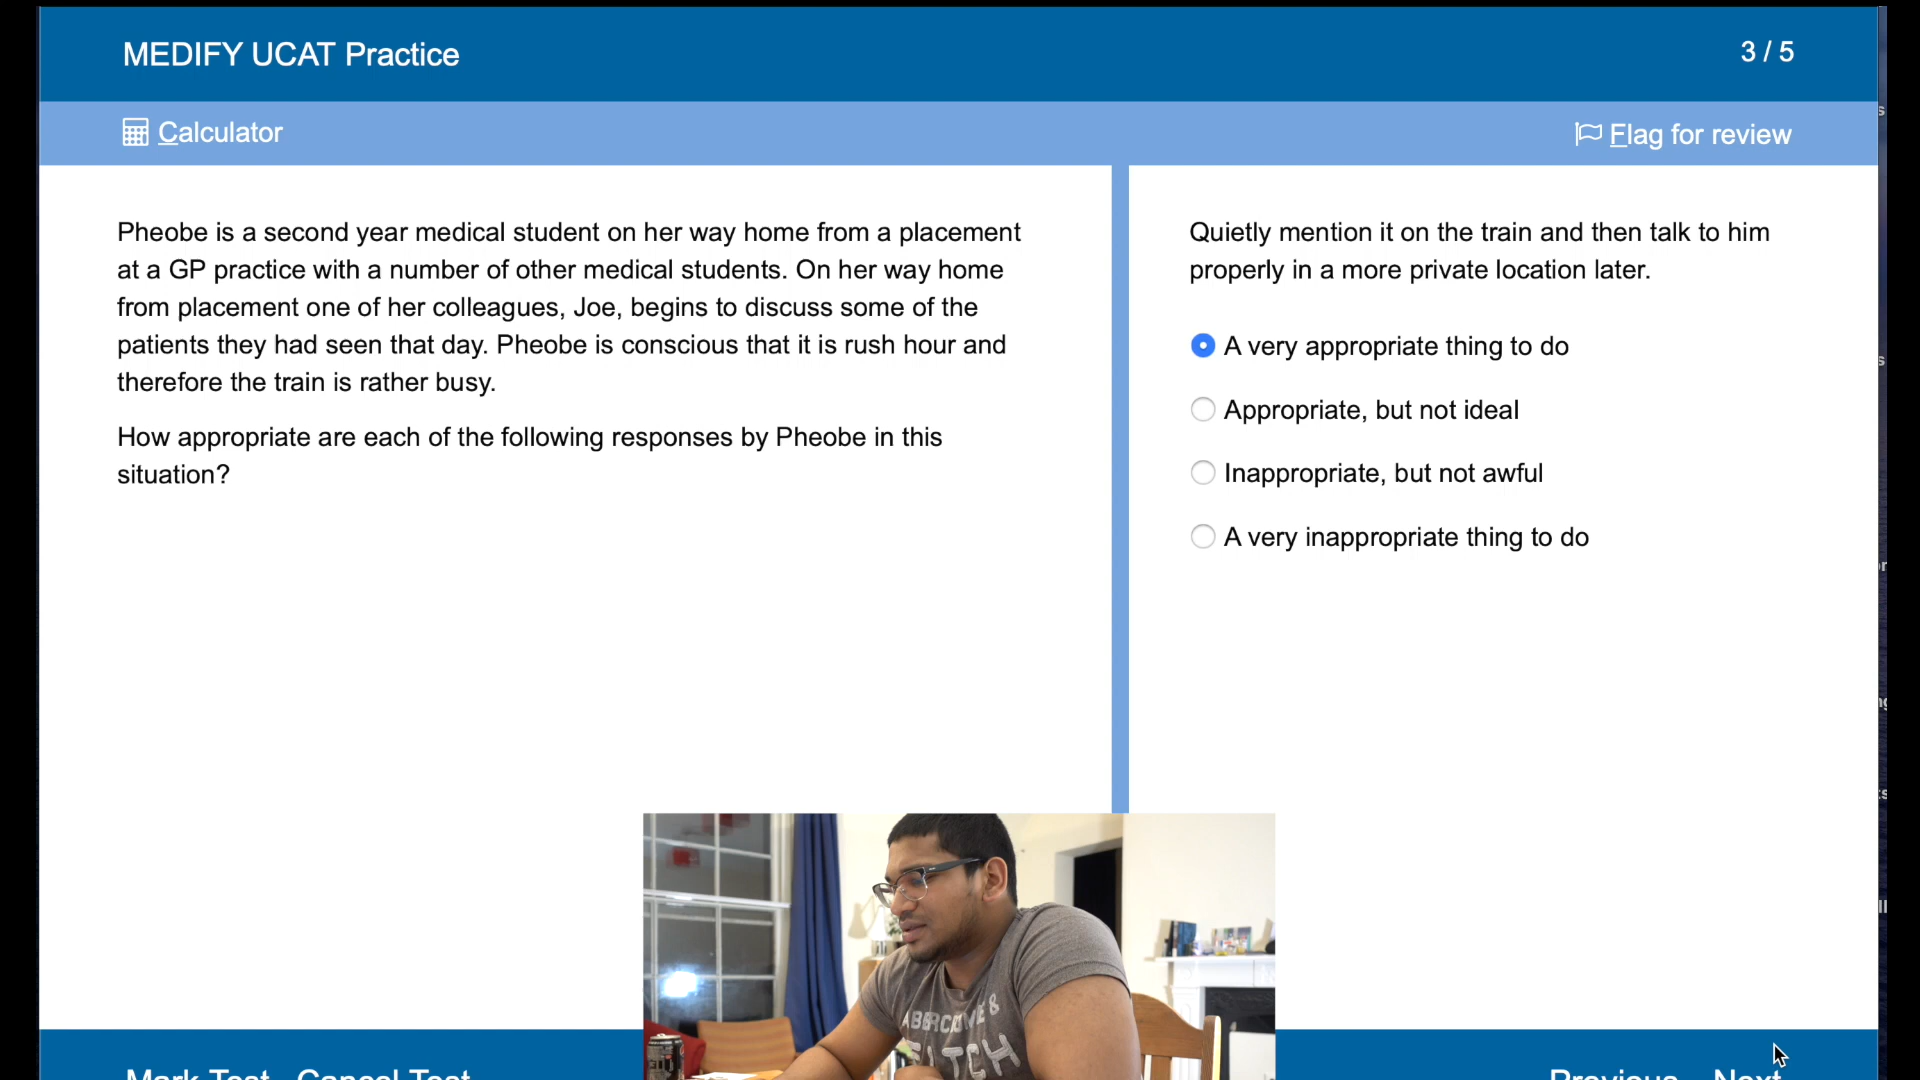 MEDIFY UCAT Practice
3 / 5
Calculator
Flag for review
Pheobe is a second year medical student on her way home from a placement
at a GP practice with a number of other medical students. On her way home
from placement one of her colleagues, Joe, begins to discuss some of the
patients they had seen that day. Pheobe is conscious that it is rush hour and
therefore the train is rather busy.
How appropriate are each of the following responses by Pheobe in this
situation?
Quietly mention it on the train and then talk to him
properly in a more private location later.
A very appropriate thing to do
Appropriate, but not ideal
Inappropriate, but not awful
A very inappropriate thing to do
Mark Test
Cancel Test
Previous
Next